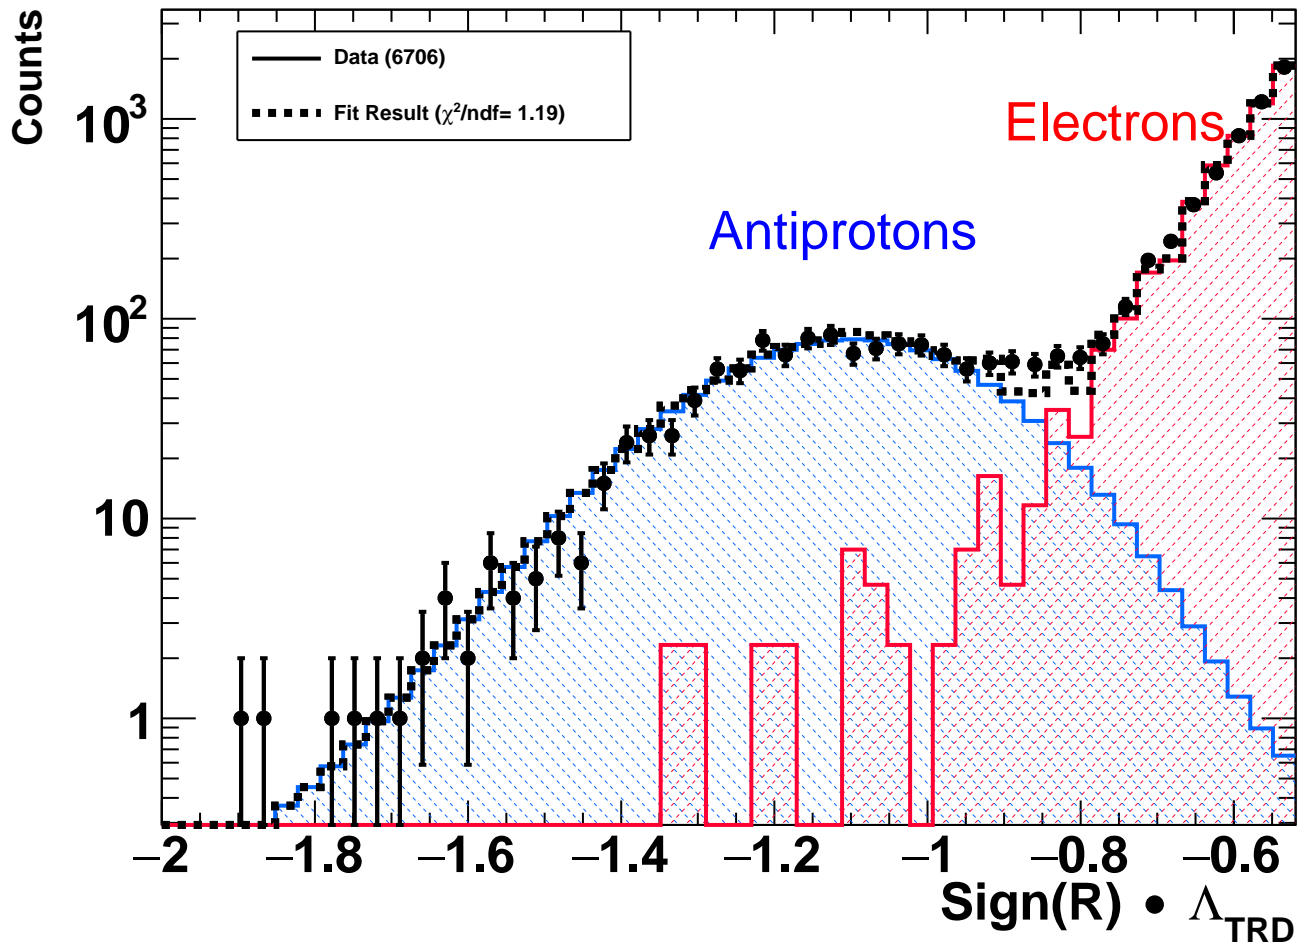 Counts
Data (6706)
Fit Result (χ²/ndf= 1.19)
Electrons
Antiprotons
10³
10²
10
1
−2 −1.8 −1.6 −1.4 −1.2 −1 −0.8 −0.6
Sign(R) • Λ_TRD